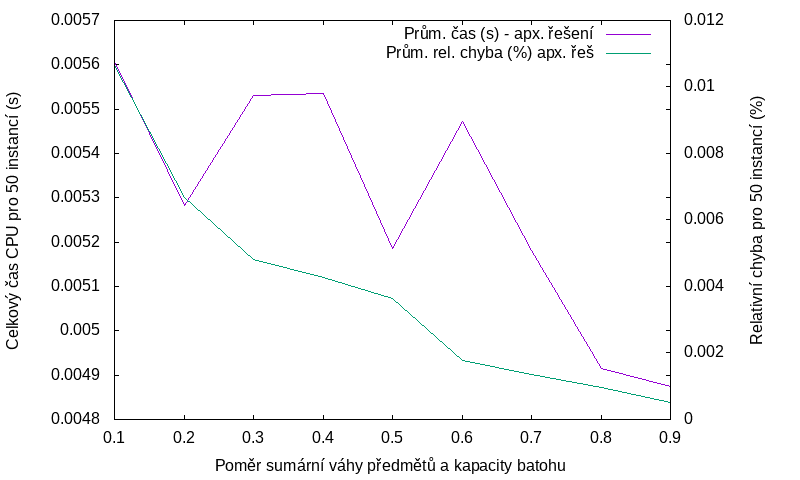 Prům. čas (s) - apx. řešení
Prům. rel. chyba (%) apx. řeš
Celkový čas CPU pro 50 instancí (s)
0.0057
0.0056
0.0055
0.0054
0.0053
0.0052
0.0051
0.005
0.0049
0.0048
0.012
0.01
0.008
0.006
0.004
0.002
0
Relativní chyba pro 50 instancí (%)
0.1 0.2 0.3 0.4 0.5 0.6 0.7 0.8 0.9
Poměr sumární váhy předmětů a kapacity batohu